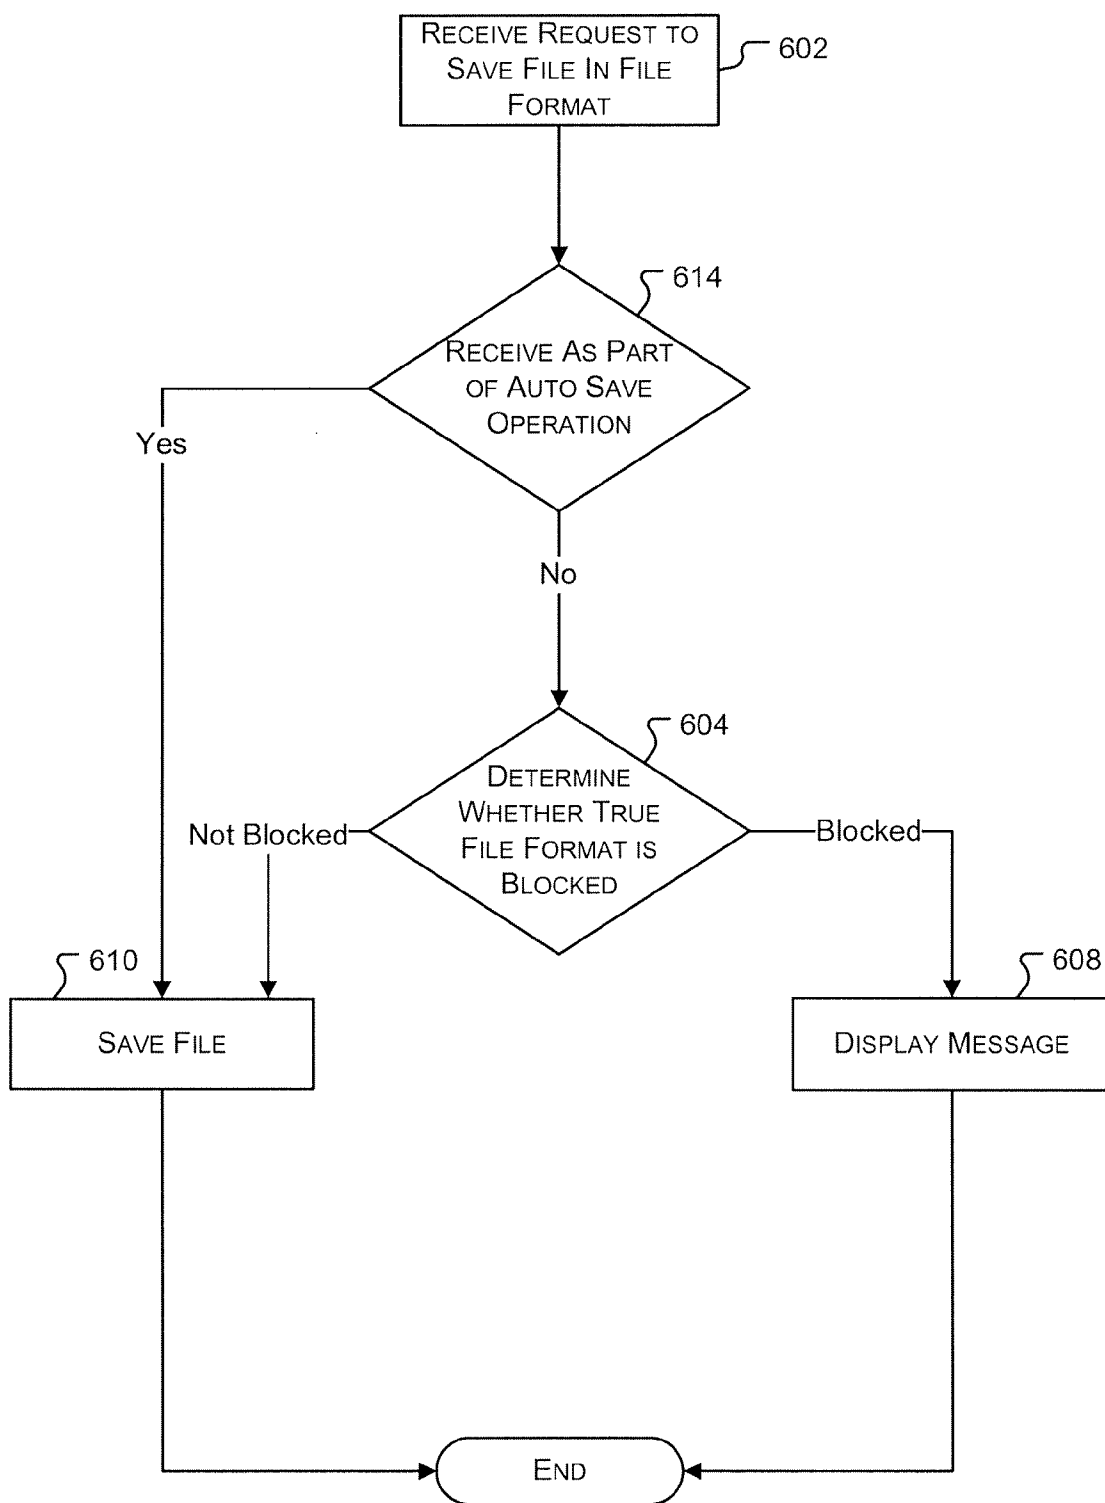 RECEIVE REQUEST TO
SAVE FILE IN FILE
FORMAT
602
614
RECEIVE AS PART
OF AUTO SAVE
OPERATION
Yes
No
604
DETERMINE
WHETHER TRUE
FILE FORMAT IS
BLOCKED
Not Blocked
Blocked
610
SAVE FILE
608
DISPLAY MESSAGE
END